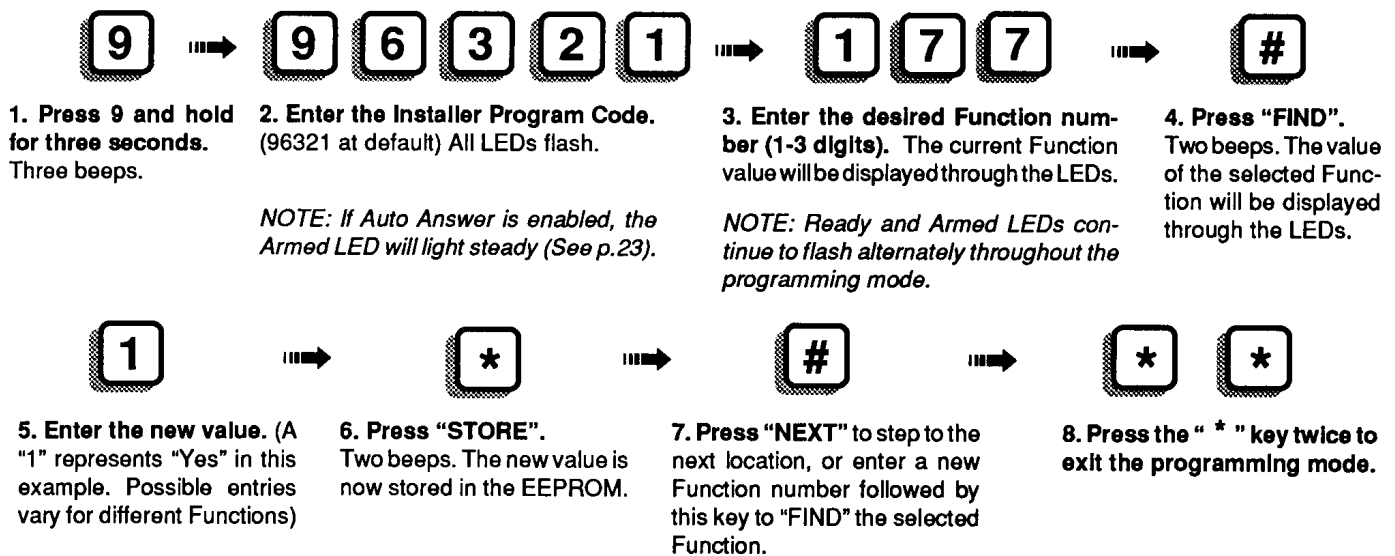 9 9 6 3 2 1 1 7 7 #
1. Press 9 and hold
for three seconds.
Three beeps.
2. Enter the Installer Program Code.
(96321 at default) All LEDs flash.
NOTE: If Auto Answer is enabled, the
Armed LED will light steady (See p.23).
3. Enter the desired Function num-
ber (1-3 digits). The current Function
value will be displayed through the LEDs.
NOTE: Ready and Armed LEDs con-
tinue to flash alternately throughout the
programming mode.
4. Press "FIND".
Two beeps. The value
of the selected Func-
tion will be displayed
through the LEDs.
1 * # * *
5. Enter the new value. (A
"1" represents "Yes" in this
example. Possible entries
vary for different Functions)
6. Press "STORE".
Two beeps. The new value is
now stored in the EEPROM.
7. Press "NEXT" to step to the
next location, or enter a new
Function number followed by
this key to "FIND" the selected
Function.
8. Press the " * " key twice to
exit the programming mode.